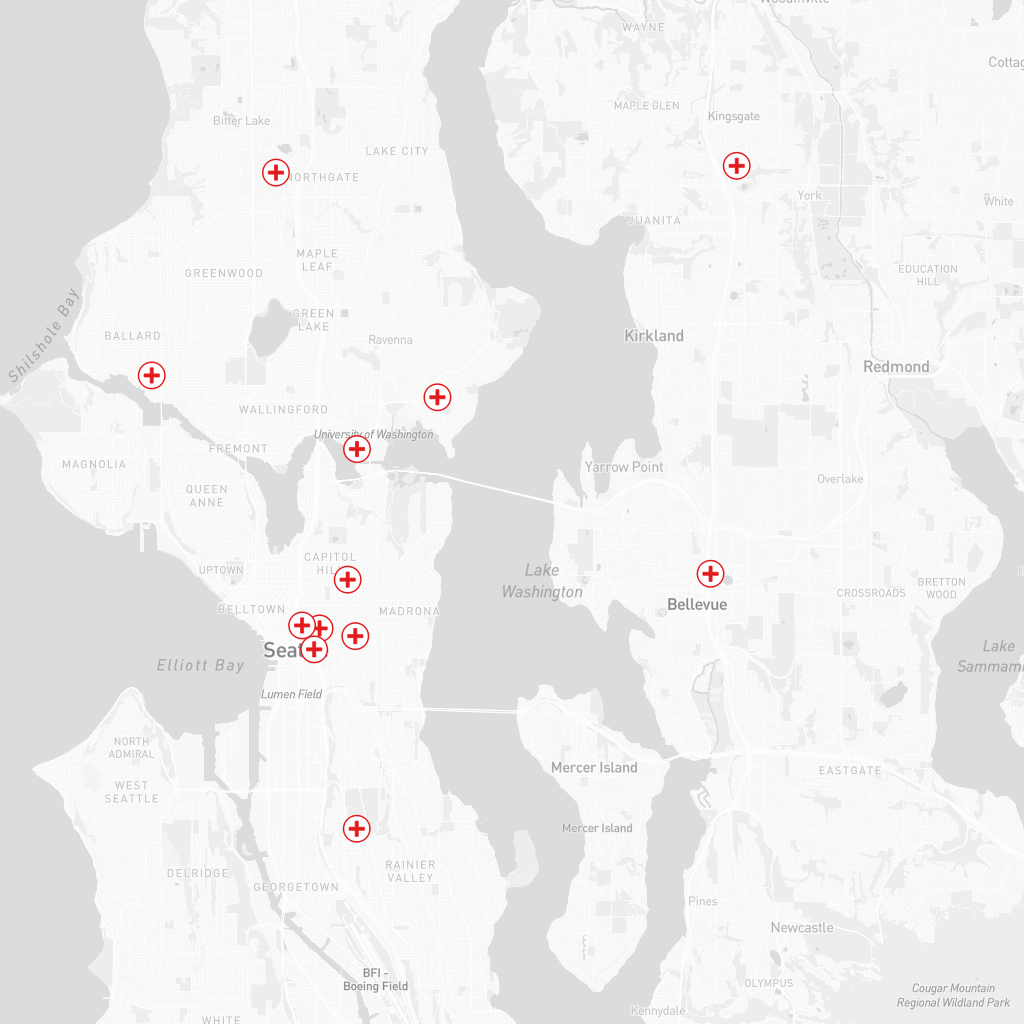 Woodinville
WAYNE
Cottag
MAPLE GLEN
Kingsgate
Bitter Lake
LAKE CITY
ORTHGATE
York
White
JUANITA
MAPLE
LEAF
GREENWOOD
EDUCATION
HILL
Shilshole Bay
GREEN
LAKE
BALLARD
Ravenna
Kirkland
Redmond
WALLINGFORD
University of Washington
FREMONT
MAGNOLIA
Yarrow Point
Overlake
QUEEN
ANNE
CAPITOL
HILL
UPTOWN
Lake
Washington
BRETTON
WOOD
CROSSROADS
BELLTOWN
MADRONA
Bellevue
Seat
Elliott Bay
Lake
Sammami
Lumen Field
NORTH
ADMIRAL
Mercer Island
EASTGATE
WEST
SEATTLE
Mercer Island
RAINIER
VALLEY
DELRIDGE
GEORGETOWN
Pines
Newcastle
BFI -
Boeing Field
OLYMPUS
Cougar Mountain
Regional Wildland Park
Kennydale
WHITE